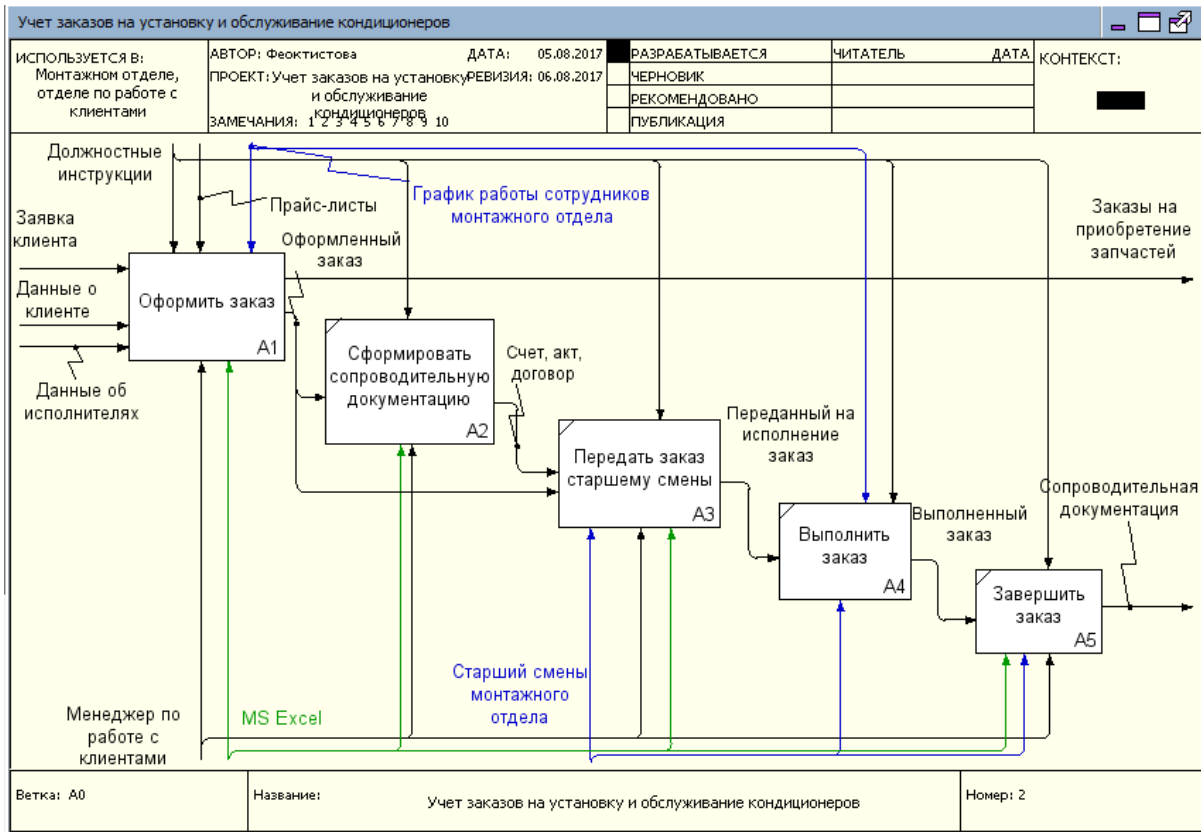 Учет заказов на установку и обслуживание кондиционеров
ИСПОЛЬЗУЕТСЯ В:
Монтажном отделе,
отделе по работе с
клиентами
АВТОР: Феоктистова
ДАТА: 05.08.2017
ПРОЕКТ: Учет заказов на установку
и обслуживание
кондиционеров
РЕВИЗИЯ: 06.08.2017
ЗАМЕЧАНИЯ: 1 2 3 4 5 6 7 8 9 10
РАЗРАБАТЫВАЕТСЯ
ЧЕРНОВИК
РЕКОМЕНДОВАНО
ПУБЛИКАЦИЯ
ЧИТАТЕЛЬ
ДАТА
КОНТЕКСТ:
Должностные
инструкции
Прайс-листы
График работы сотрудников
монтажного отдела
Заявка
клиента
Оформленный
заказ
Заказы на
приобретение
запчастей
Данные о
клиенте
Оформить заказ
A1
Данные об
исполнителях
Сформировать
сопроводительную
документацию
A2
Счет, акт,
договор
Передать заказ
старшему смены
A3
Переданный на
исполнение
заказ
Выполнить
заказ
A4
Выполненный
заказ
Сопроводительная
документация
Завершить
заказ
A5
Старший смены
монтажного
отдела
MS Excel
Менеджер по
работе с
клиентами
Ветка: A0
Название:
Учет заказов на установку и обслуживание кондиционеров
Номер: 2